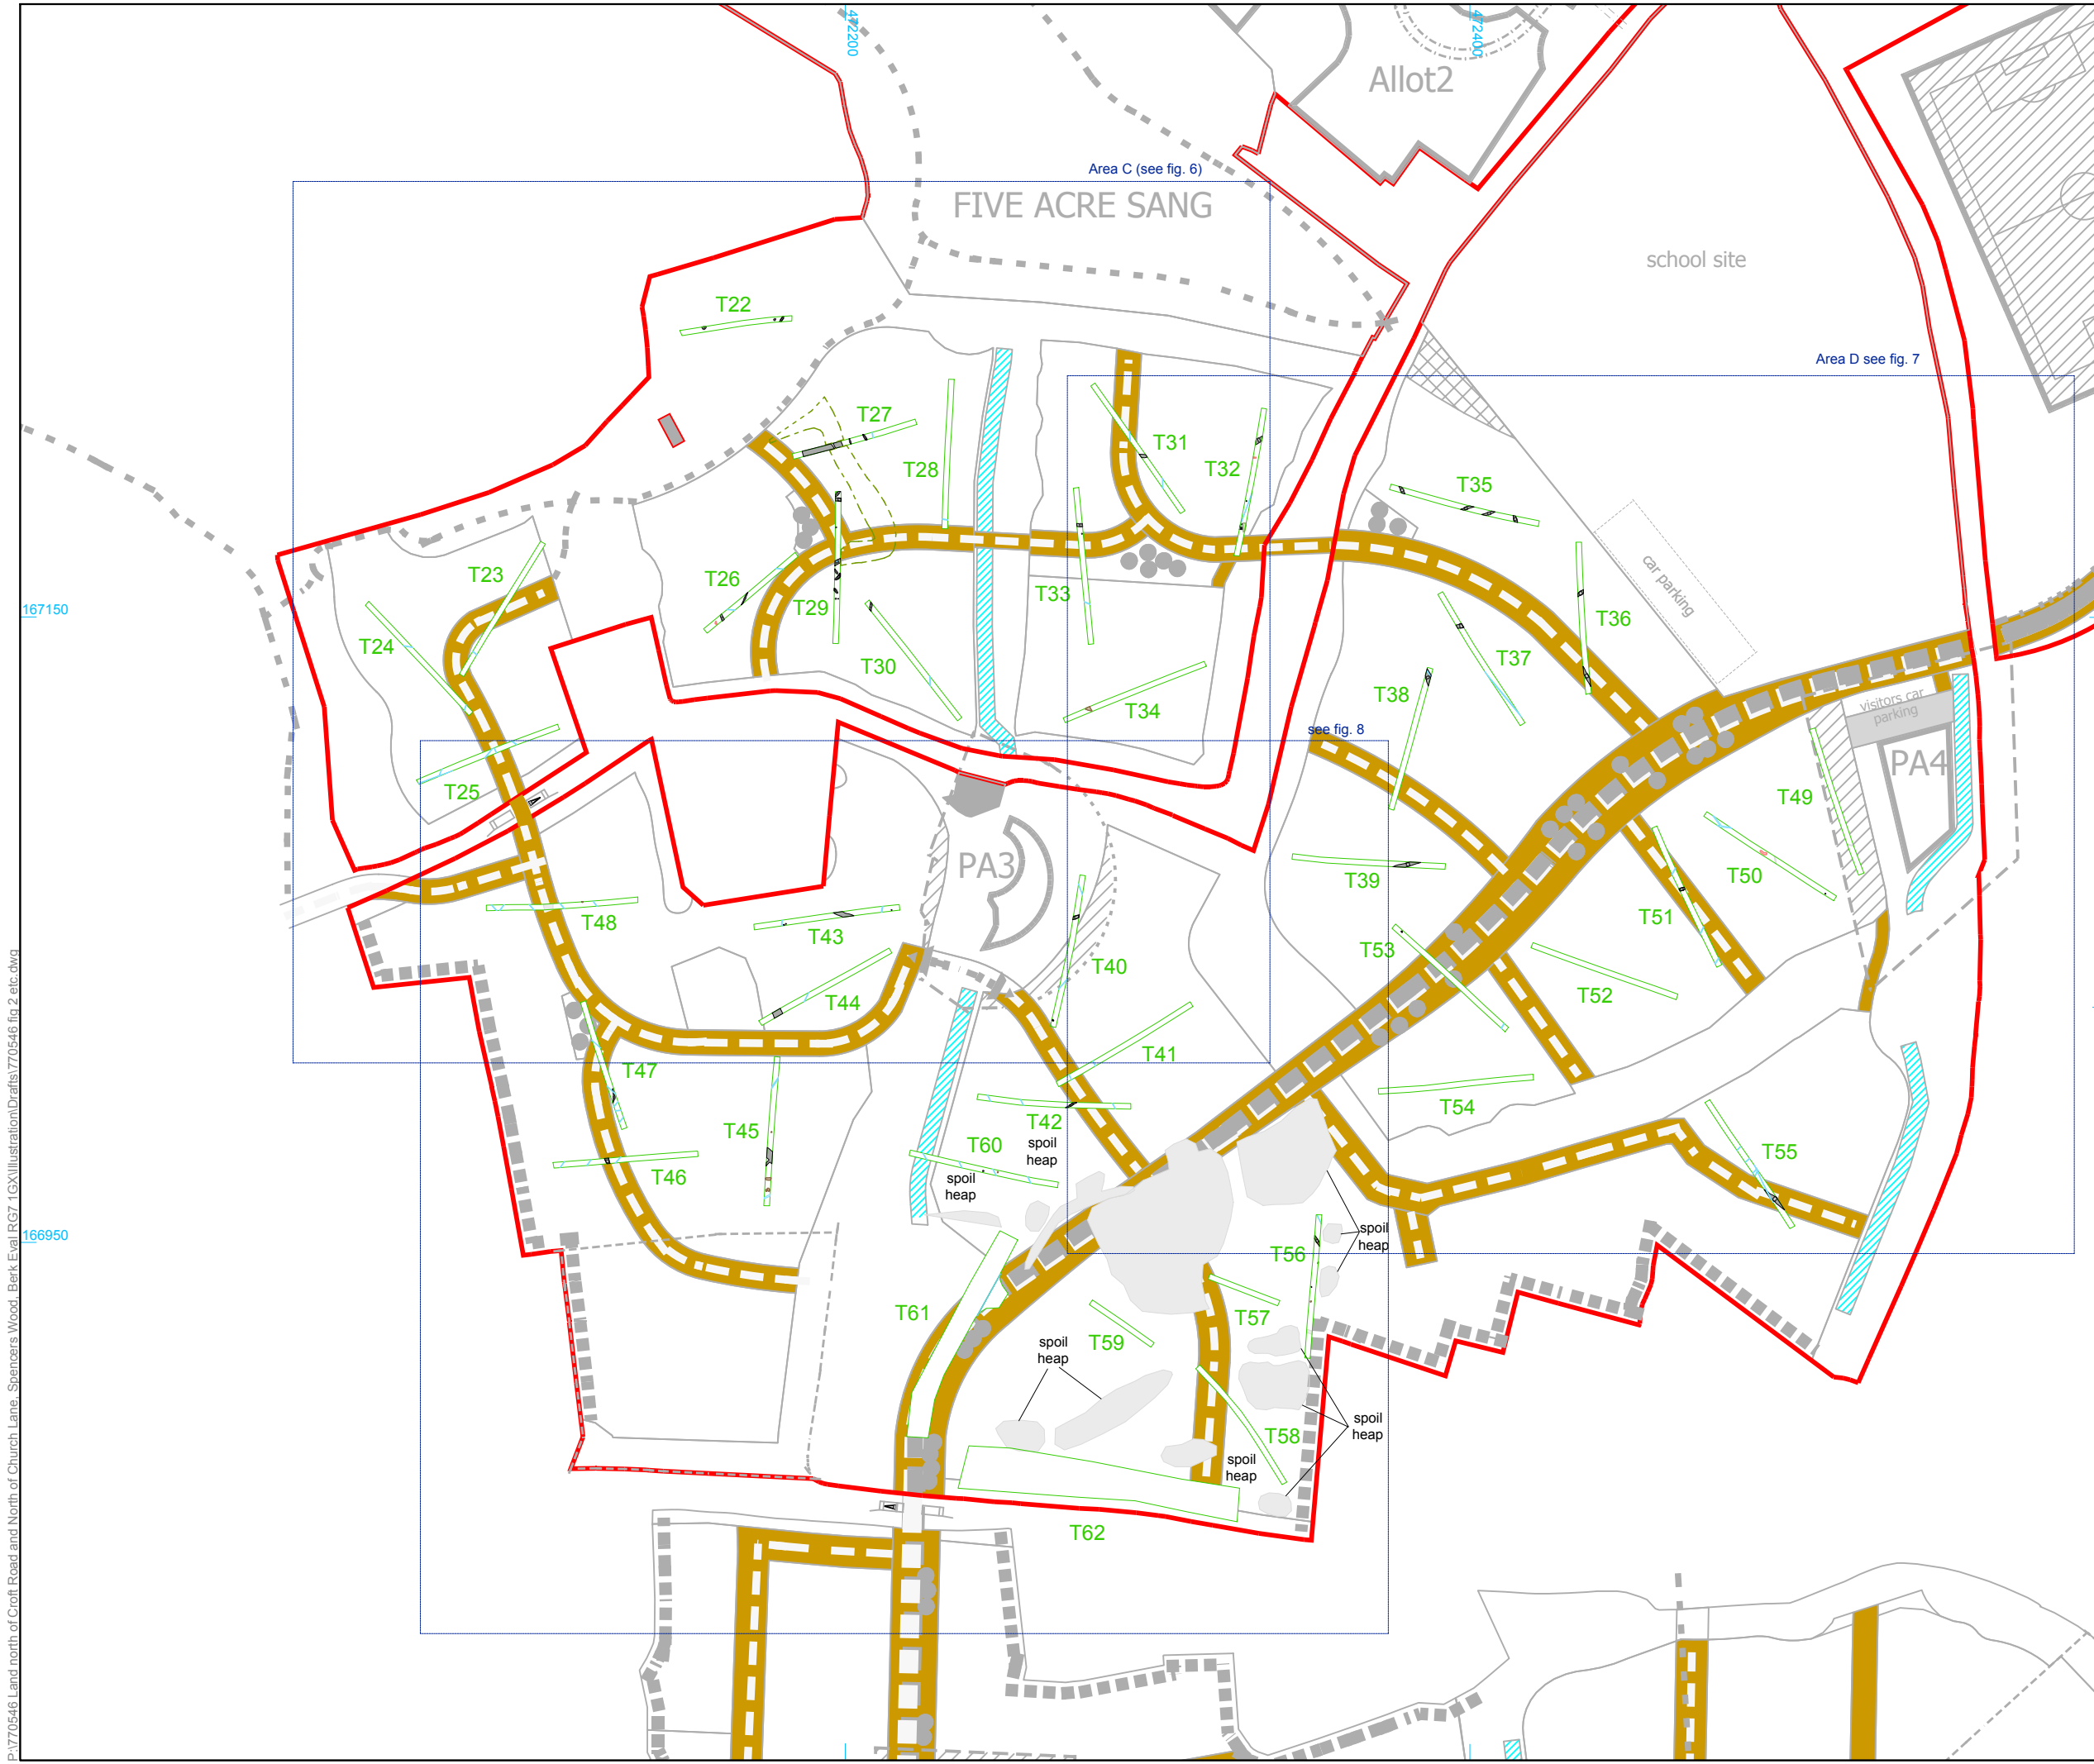 472200
472400
Allot2
Area C (see fig. 6)
FIVE ACRE SANG
school site
T22
Area D see fig. 7
T27
T28
T31
T32
T35
T23
T26
T29
T33
car parking
167150
T36
T24
T30
T37
T38
T34
visitors car
parking
see fig. 8
PA4
T25
T49
PA3
T39
T50
T48
T43
T51
T53
T40
T44
T52
T41
T47
T54
T42
T45
T60
spoil
heap
T55
T46
spoil
heap
166950
spoil
heap
T56
T61
T57
T59
spoil
heap
spoil
heap
T58
spoil
heap
T62
P:\770546 Land north of Croft Road and North of Church Lane, Spencers Wood, Berk Eval RG7 1GX\Illustration\Drafts\770546 fig 2 etc.dwg